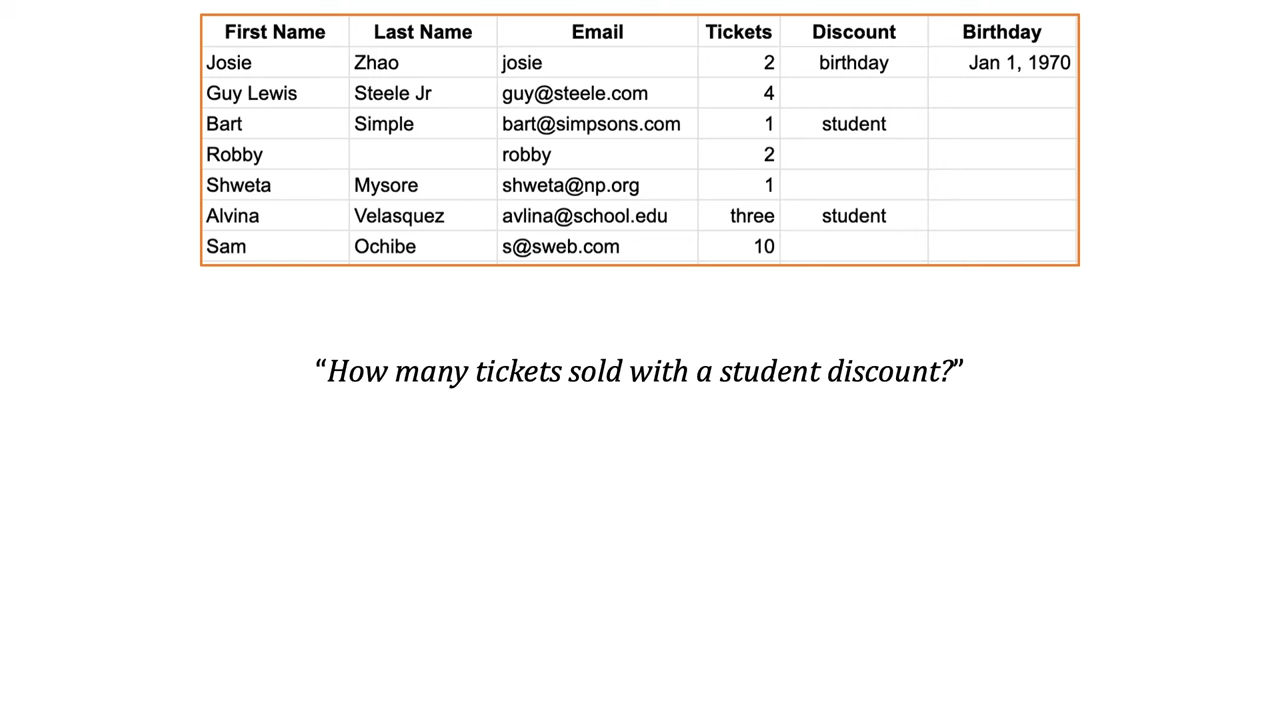 First Name Last Name Email Tickets Discount Birthday
Josie Zhao josie 2 birthday Jan 1, 1970
Guy Lewis Steele Jr guy@steele.com 4
Bart Simple bart@simpsons.com 1 student
Robby robby 2
Shweta Mysore shweta@np.org 1
Alvina Velasquez avlina@school.edu three student
Sam Ochibe s@sweb.com 10
“How many tickets sold with a student discount?”